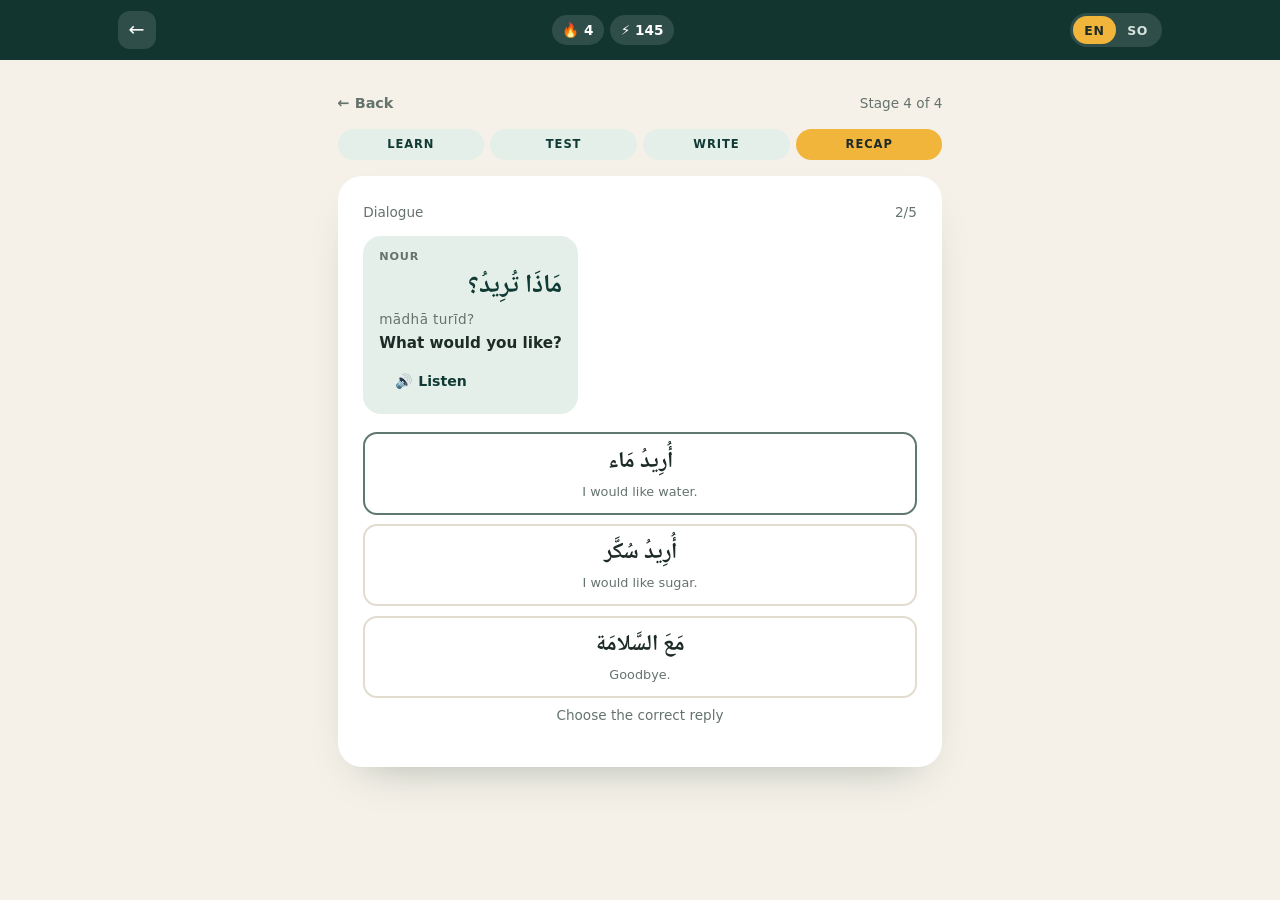 ←
🔥 4
⚡ 145
EN
SO
← Back
Stage 4 of 4
LEARN
TEST
WRITE
RECAP
Dialogue
2/5
NOUR
مَاذَا تُرِيدُ؟
mādhā turīd?
What would you like?
🔊 Listen
أُرِيدُ مَاء
I would like water.
أُرِيدُ سُكَّر
I would like sugar.
مَعَ السَّلامَة
Goodbye.
Choose the correct reply